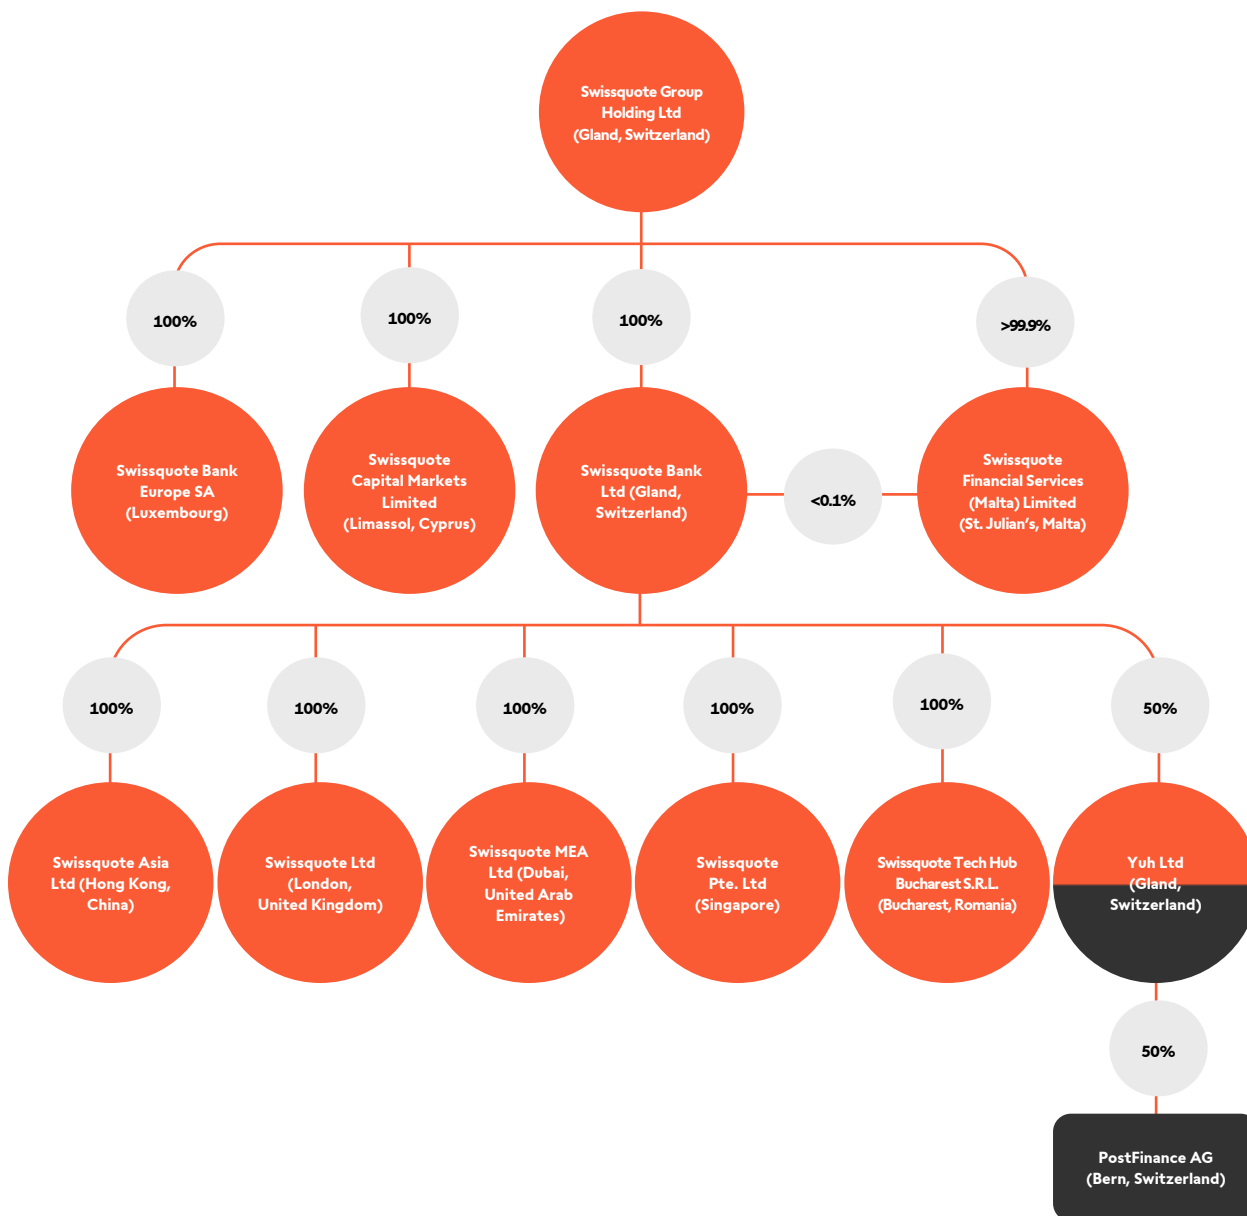 Swissquote Group
Holding Ltd
(Gland, Switzerland)
100%
100%
100%
>99.9%
Swissquote Bank
Europe SA
(Luxembourg)
Swissquote
Capital Markets
Limited
(Limassol, Cyprus)
Swissquote Bank
Ltd (Gland,
Switzerland)
<0.1%
Swissquote
Financial Services
(Malta) Limited
(St. Julian’s, Malta)
100%
100%
100%
100%
100%
50%
Swissquote Asia
Ltd (Hong Kong,
China)
Swissquote Ltd
(London,
United Kingdom)
Swissquote MEA
Ltd (Dubai,
United Arab
Emirates)
Swissquote
Pte. Ltd
(Singapore)
Swissquote Tech Hub
Bucharest S.R.L.
(Bucharest, Romania)
Yuh Ltd
(Gland,
Switzerland)
50%
PostFinance AG
(Bern, Switzerland)